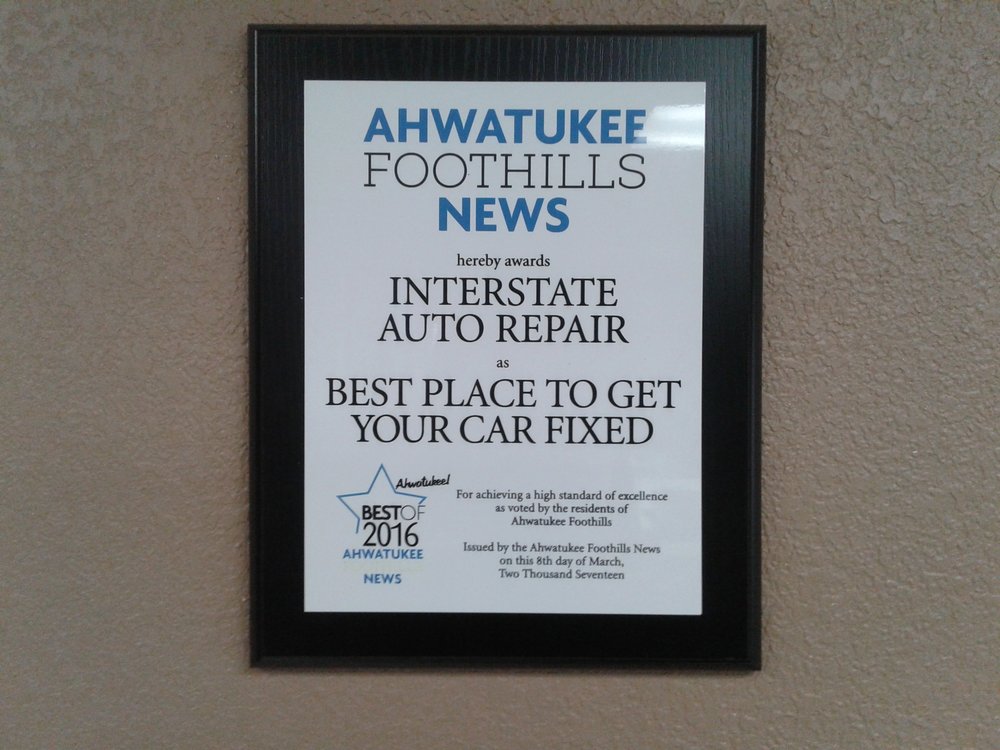 AHWATUKEE
FOOTHILLS
NEWS
hereby awards
INTERSTATE
AUTO REPAIR
as
BEST PLACE TO GET
YOUR CAR FIXED
Ahwatukee!
BESTOF
2016
AHWATUKEE
NEWS
For achieving a high standard of excellence
as voted by the residents of
Ahwatukee Foothills
Issued by the Ahwatukee Foothills News
on this 8th day of March,
Two Thousand Seventeen